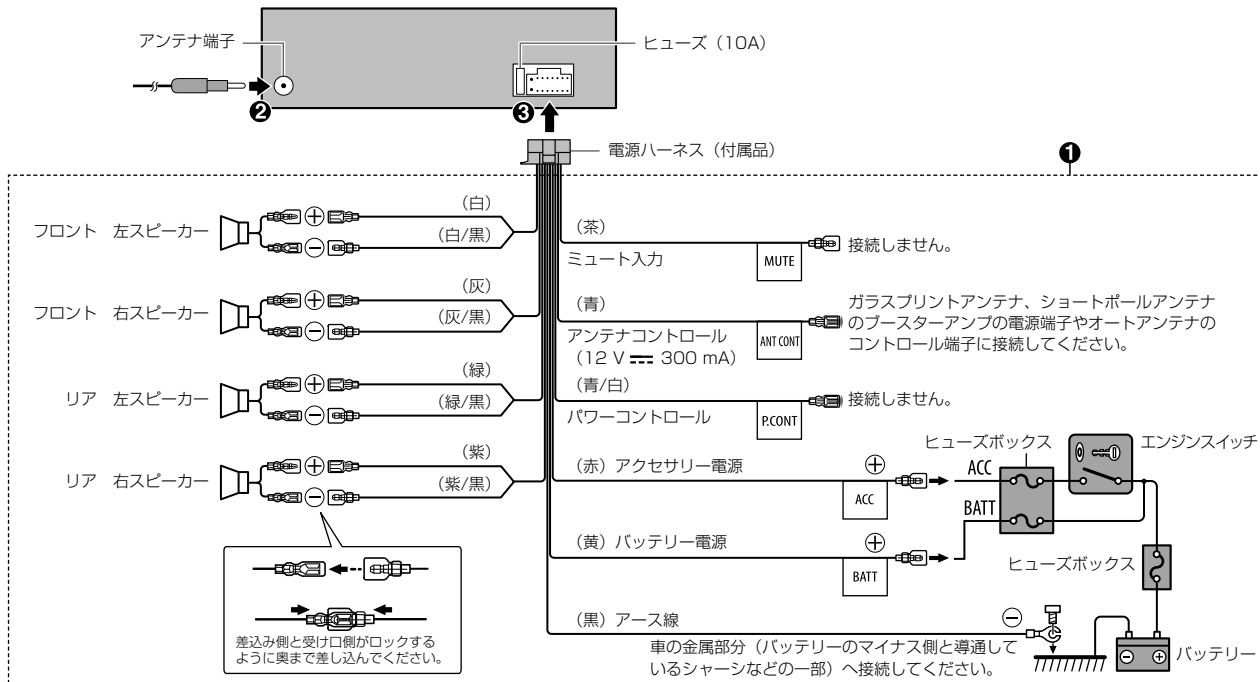 アンテナ端子
ヒューズ（10A）
❷
❸
電源ハーネス（付属品）
❶
フロント　左スピーカー
（白）
（白/黒）
フロント　右スピーカー
（灰）
（灰/黒）
リア　左スピーカー
（緑）
（緑/黒）
リア　右スピーカー
（紫）
（紫/黒）
差込み側と受け口側がロックする
ように奥まで差し込んでください。
（茶）
ミュート入力
MUTE
接続しません。
（青）
アンテナコントロール
（12 V ⎓ 300 mA）
ANT CONT
ガラスプリントアンテナ、ショートポールアンテナ
のブースターアンプの電源端子やオートアンテナの
コントロール端子に接続してください。
（青/白）
パワーコントロール
P.CONT
接続しません。
（赤）アクセサリー電源
⊕
ACC
ACC
ヒューズボックス
エンジンスイッチ
BATT
（黄）バッテリー電源
⊕
BATT
ヒューズボックス
（黒）アース線
⊖
車の金属部分（バッテリーのマイナス側と導通して
いるシャーシなどの一部）へ接続してください。
バッテリー